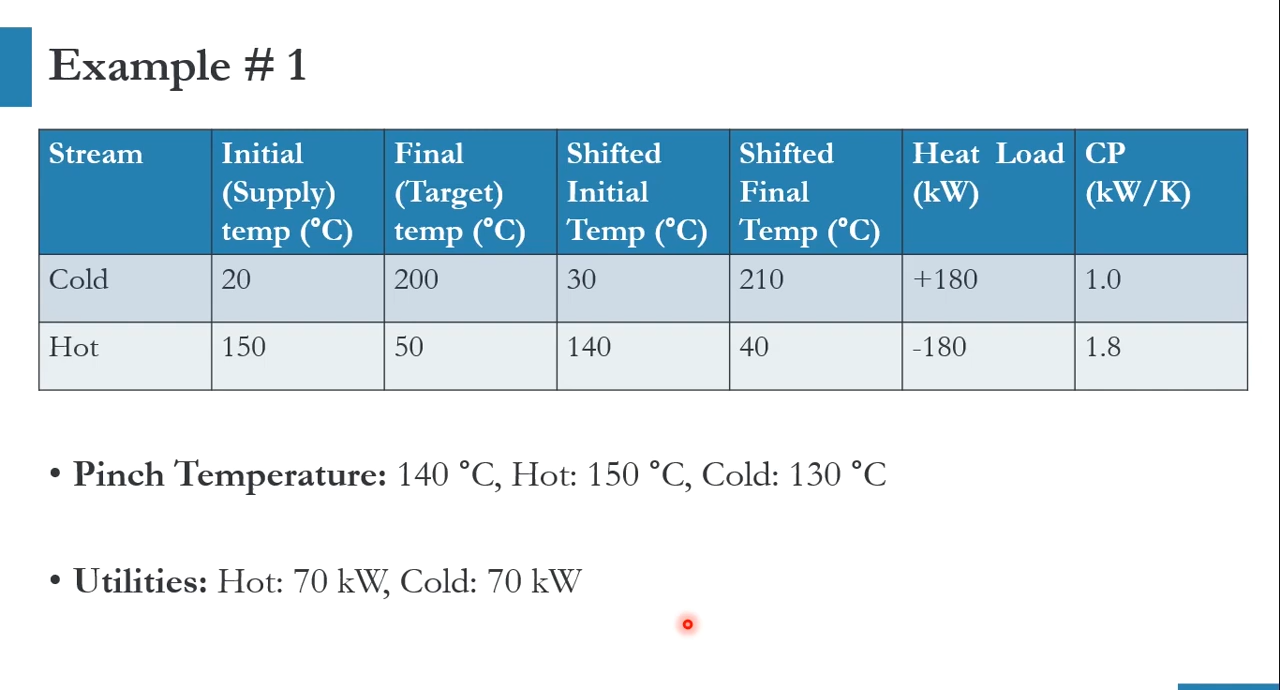 Example # 1
Stream
Initial (Supply) temp (°C)
Final (Target) temp (°C)
Shifted Initial Temp (°C)
Shifted Final Temp (°C)
Heat Load (kW)
CP (kW/K)
Cold 20 200 30 210 +180 1.0
Hot 150 50 140 40 -180 1.8
• Pinch Temperature: 140 °C, Hot: 150 °C, Cold: 130 °C
• Utilities: Hot: 70 kW, Cold: 70 kW